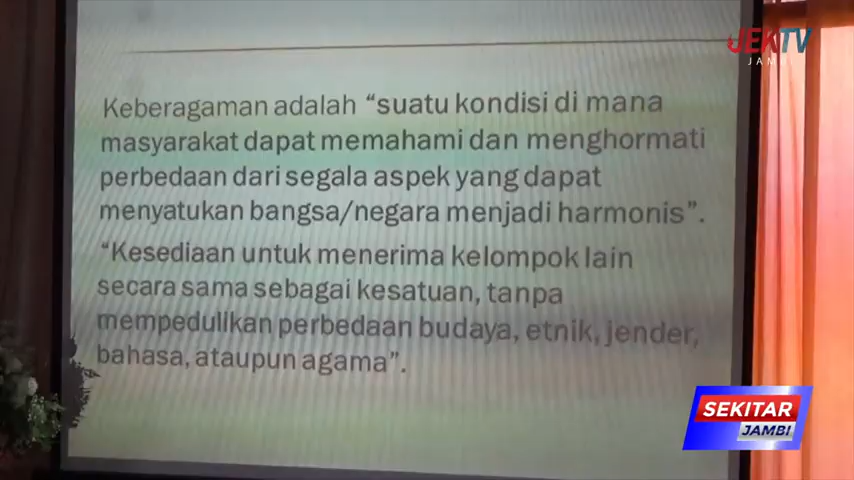 JEKTV
JAMBI
Keberagaman adalah “suatu kondisi di mana
masyarakat dapat memahami dan menghormati
perbedaan dari segala aspek yang dapat
menyatukan bangsa/negara menjadi harmonis”.
“Kesediaan untuk menerima kelompok lain
secara sama sebagai kesatuan, tanpa
mempedulikan perbedaan budaya, etnik, jender,
bahasa, ataupun agama”.
SEKITAR
JAMBI